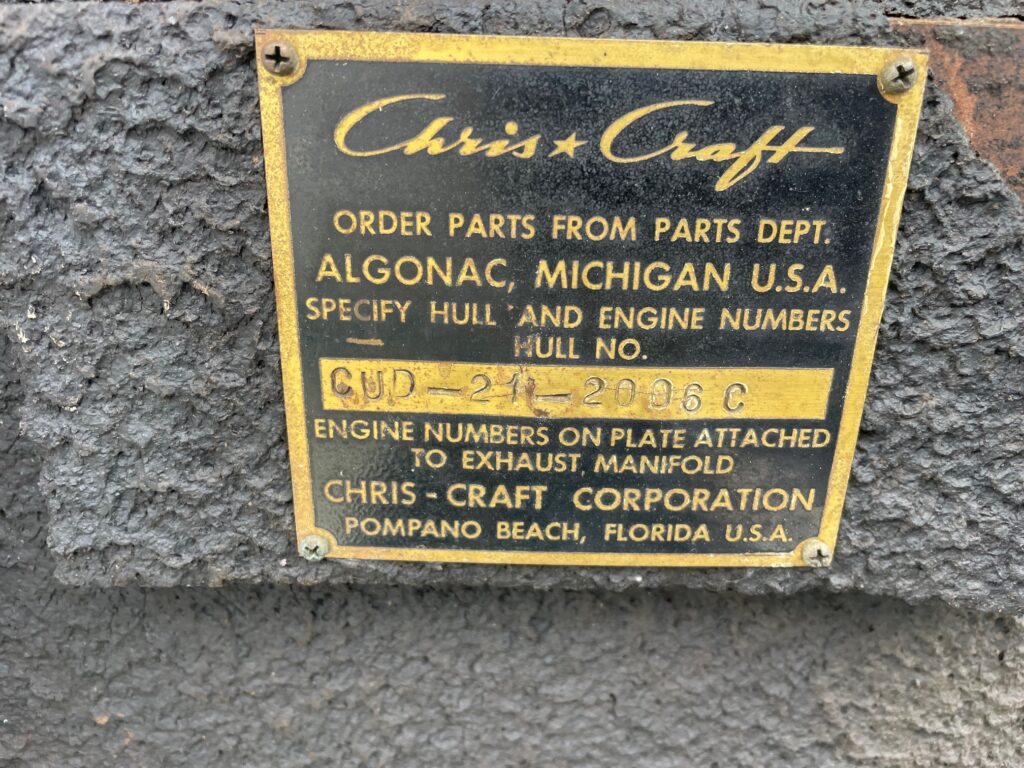 Chris★Craft
ORDER PARTS FROM PARTS DEPT.
ALGONAC, MICHIGAN U.S.A.
SPECIFY HULL AND ENGINE NUMBERS
HULL NO.
CUD-21-2006 C
ENGINE NUMBERS ON PLATE ATTACHED
TO EXHAUST MANIFOLD
CHRIS-CRAFT CORPORATION
POMPANO BEACH, FLORIDA U.S.A.